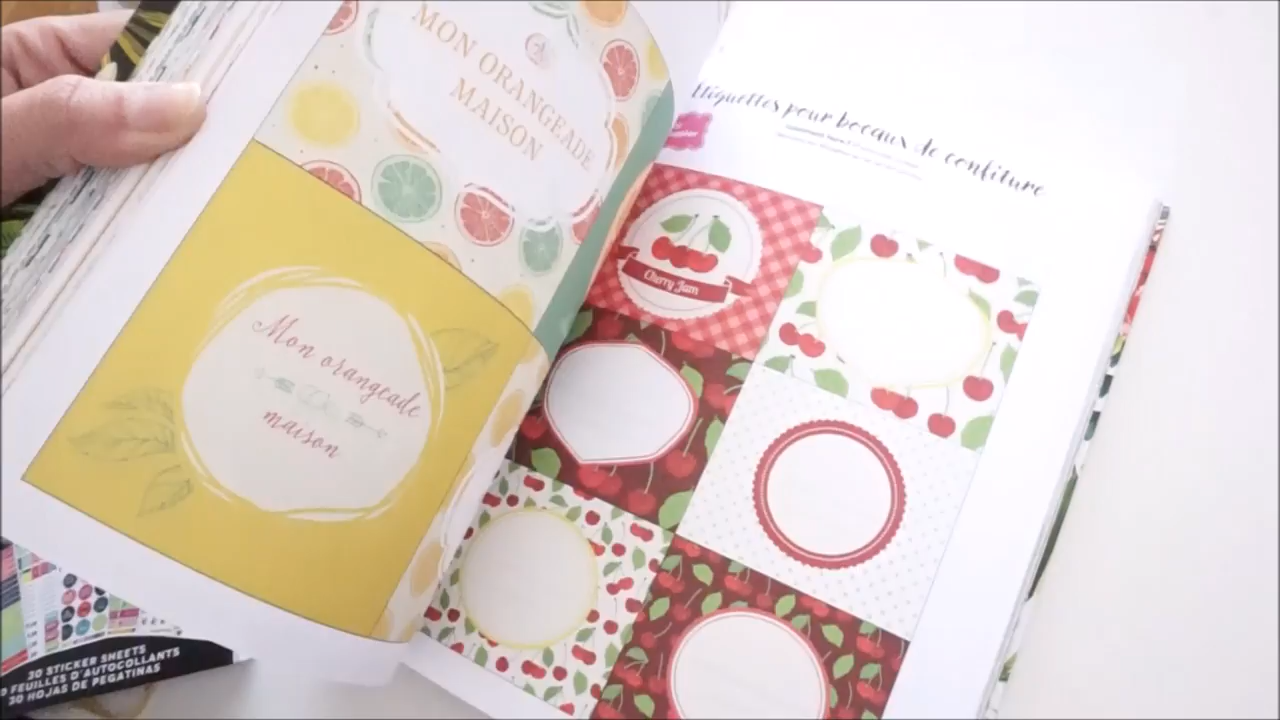 MON ORANGEADE
MAISON
Mon orangeade
maison
Étiquettes pour bocaux de confiture
Cherry Jam
30 STICKER SHEETS
FEUILLES D'AUTOCOLLANTS
30 HOJAS DE PEGATINAS